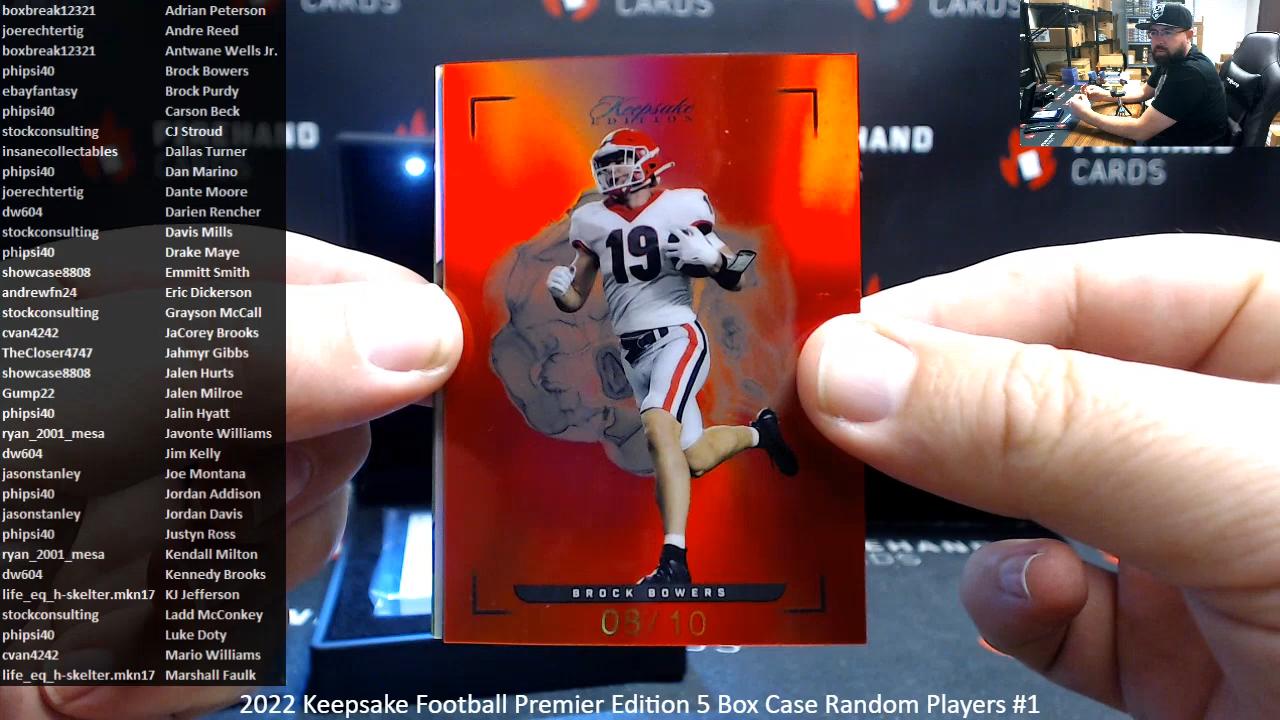 boxbreak12321 Adrian Peterson
joerechtertig Andre Reed
boxbreak12321 Antwane Wells Jr.
phipsi40 Brock Bowers
ebayfantasy Brock Purdy
phipsi40 Carson Beck
stockconsulting CJ Stroud
insanecollectables Dallas Turner
phipsi40 Dan Marino
joerechtertig Dante Moore
dw604 Darien Rencher
stockconsulting Davis Mills
phipsi40 Drake Maye
showcase8808 Emmitt Smith
andrewfn24 Eric Dickerson
stockconsulting Grayson McCall
cvan4242 JaCorey Brooks
TheCloser4747 Jahmyr Gibbs
showcase8808 Jalen Hurts
Gump22 Jalen Milroe
phipsi40 Jalin Hyatt
ryan_2001_mesa Javonte Williams
dw604 Jim Kelly
jasonstanley Joe Montana
phipsi40 Jordan Addison
jasonstanley Jordan Davis
phipsi40 Justyn Ross
ryan_2001_mesa Kendall Milton
dw604 Kennedy Brooks
life_eq_h-skelter.mkn17 KJ Jefferson
stockconsulting Ladd McConkey
phipsi40 Luke Doty
cvan4242 Mario Williams
life_eq_h-skelter.mkn17 Marshall Faulk
CARDS
CARDS
CARDS
Keepsake
EDITION
19
BROCK BOWERS
08/10
2022 Keepsake Football Premier Edition 5 Box Case Random Players #1